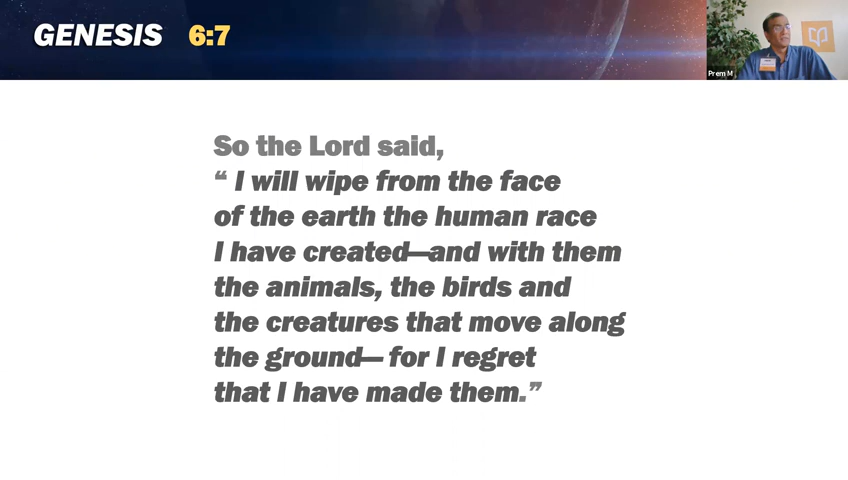 GENESIS 6:7
Prem M
So the Lord said,
“ I will wipe from the face
of the earth the human race
I have created—and with them
the animals, the birds and
the creatures that move along
the ground— for I regret
that I have made them.”